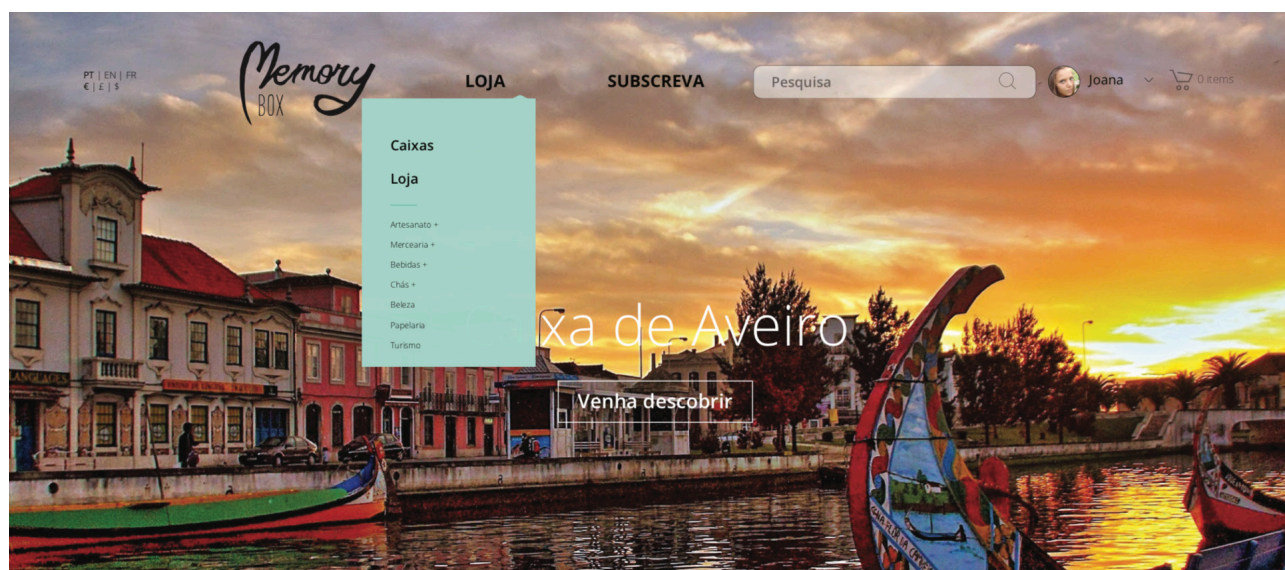 PT | EN | FR
€ | £ | $
Memory
BOX
LOJA
SUBSCREVA
Pesquisa
Joana
0 items
Caixas
Loja
Artesanato +
Mercearia +
Bebidas +
Chás +
Beleza
Papelaria
Turismo
Caixa de Aveiro
Venha descobrir